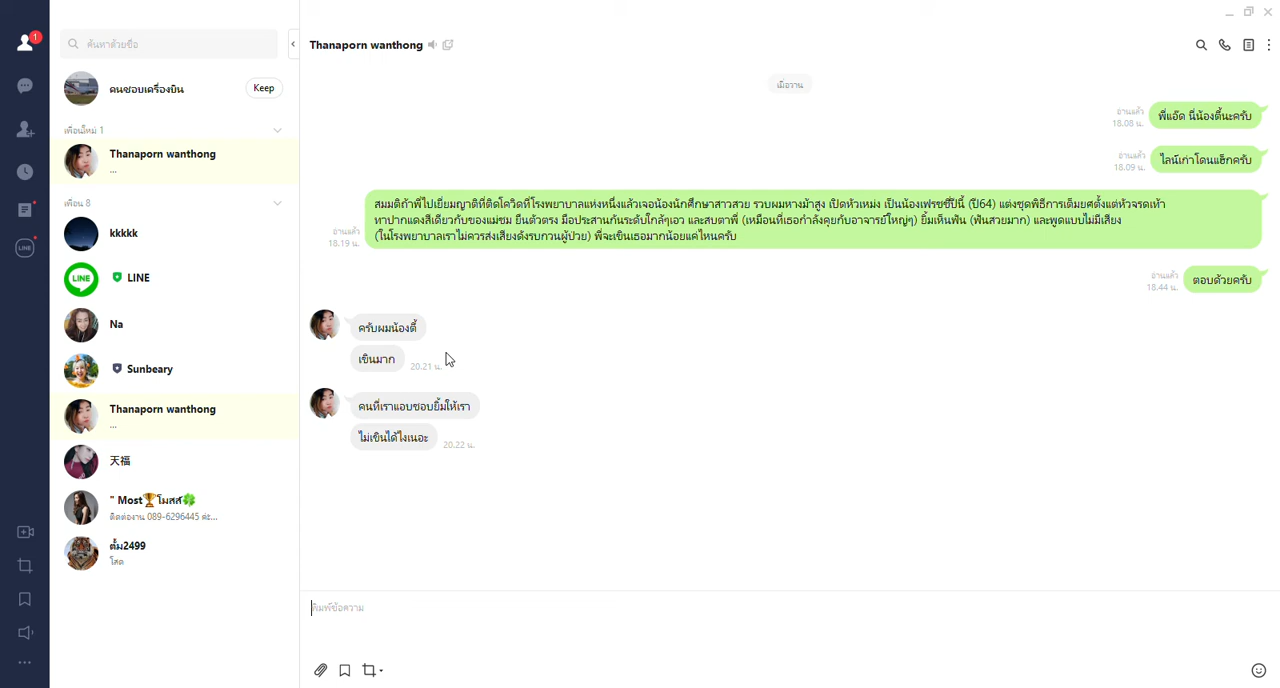 1
ค้นหาด้วยชื่อ
คนชอบเครื่องบิน
Keep
เพื่อนใหม่ 1
Thanaporn wanthong
...
เพื่อน 8
kkkkk
LINE
LINE
LINE
Na
Sunbeary
Thanaporn wanthong
...
天福
" Most🏆โมสส์🍀
ติดต่องาน 089-6296445 ค่ะ...
ตั้ม2499
โสด
Thanaporn wanthong
เมื่อวาน
อ่านแล้ว
18.08 น.
พี่แอ๊ด นี่น้องตี้นะครับ
อ่านแล้ว
18.09 น.
ไลน์เก่าโดนแฮ็กครับ
สมมติถ้าพี่ไปเยี่ยมญาติที่ติดโควิดที่โรงพยาบาลแห่งหนึ่งแล้วเจอน้องนักศึกษาสาวสวย รวบผมหางม้าสูง เปิดหัวเหม่ง เป็นน้องเฟรชชี่ปีนี้ (ปี64) แต่งชุดพิธีการเต็มยศตั้งแต่หัวจรดเท้า
ทาปากแดงสีเดียวกับของแม่ชม ยืนตัวตรง มือประสานกันระดับใกล้ๆเอว และสบตาพี่ (เหมือนที่เธอกำลังคุยกับอาจารย์ใหญ่ๆ) ยิ้มเห็นฟัน (ฟันสวยมาก) และพูดแบบไม่มีเสียง
(ในโรงพยาบาลเราไม่ควรส่งเสียงดังรบกวนผู้ป่วย) พี่จะเขินเธอมากน้อยแค่ไหนครับ
อ่านแล้ว
18.19 น.
อ่านแล้ว
18.44 น.
ตอบด้วยครับ
ครับผมน้องตี้
เขินมาก
20.21 น.
คนที่เราแอบชอบยิ้มให้เรา
ไม่เขินได้ไงเนอะ
20.22 น.
พิมพ์ข้อความ